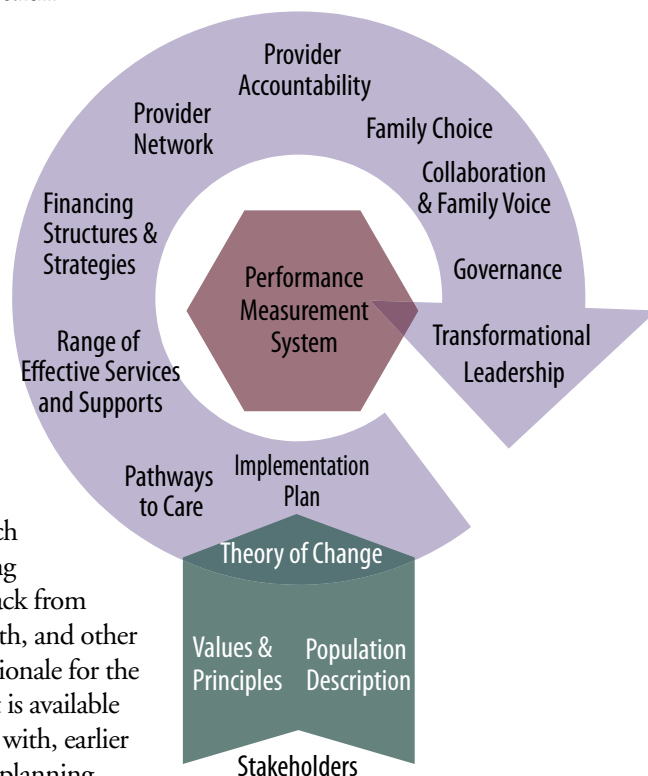 Provider
Accountability
Provider
Network
Family Choice
Collaboration
& Family Voice
Financing
Structures &
Strategies
Governance
Performance
Measurement
System
Transformational
Leadership
Range of
Effective Services
and Supports
Pathways
to Care
Implementation
Plan
Theory of Change
Values &
Principles
Population
Description
Stakeholders
ack from
th, and other
ionale for the
t is available
with, earlier
planning